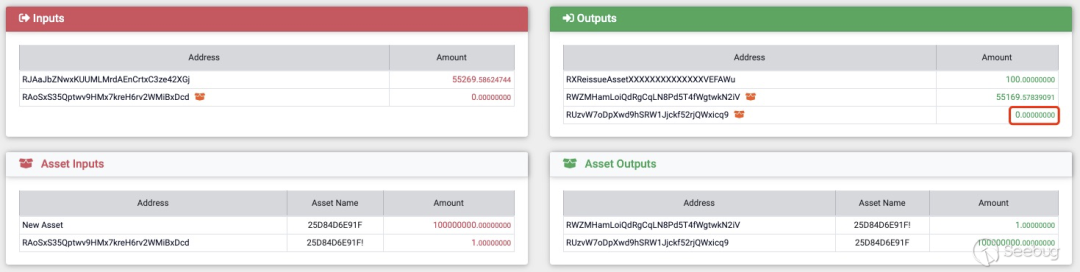 Inputs
Address Amount
RJAaJbZNwxKUUMLMrdAEnCrtxC3ze42XGj 55269.58624744
RAoSxS35Qptwv9HMx7kreH6rv2WMiBxDcd 0.00000000
Outputs
Address Amount
RXReissueAssetXXXXXXXXXXXXXXVEFAWu 100.00000000
RWZMHamLoiQdRgCqLN8Pd5T4fWgtwkN2iV 55169.57839091
RUzvW7oDpXwd9hSRW1Jjckf52rjQWxicq9 0.00000000
Asset Inputs
Address Asset Name Amount
New Asset 25D84D6E91F 100000000.00000000
RAoSxS35Qptwv9HMx7kreH6rv2WMiBxDcd 25D84D6E91F! 1.00000000
Asset Outputs
Address Asset Name Amount
RWZMHamLoiQdRgCqLN8Pd5T4fWgtwkN2iV 25D84D6E91F! 1.00000000
RUzvW7oDpXwd9hSRW1Jjckf52rjQWxicq9 25D84D6E91F 100000000.00000000
Seebug